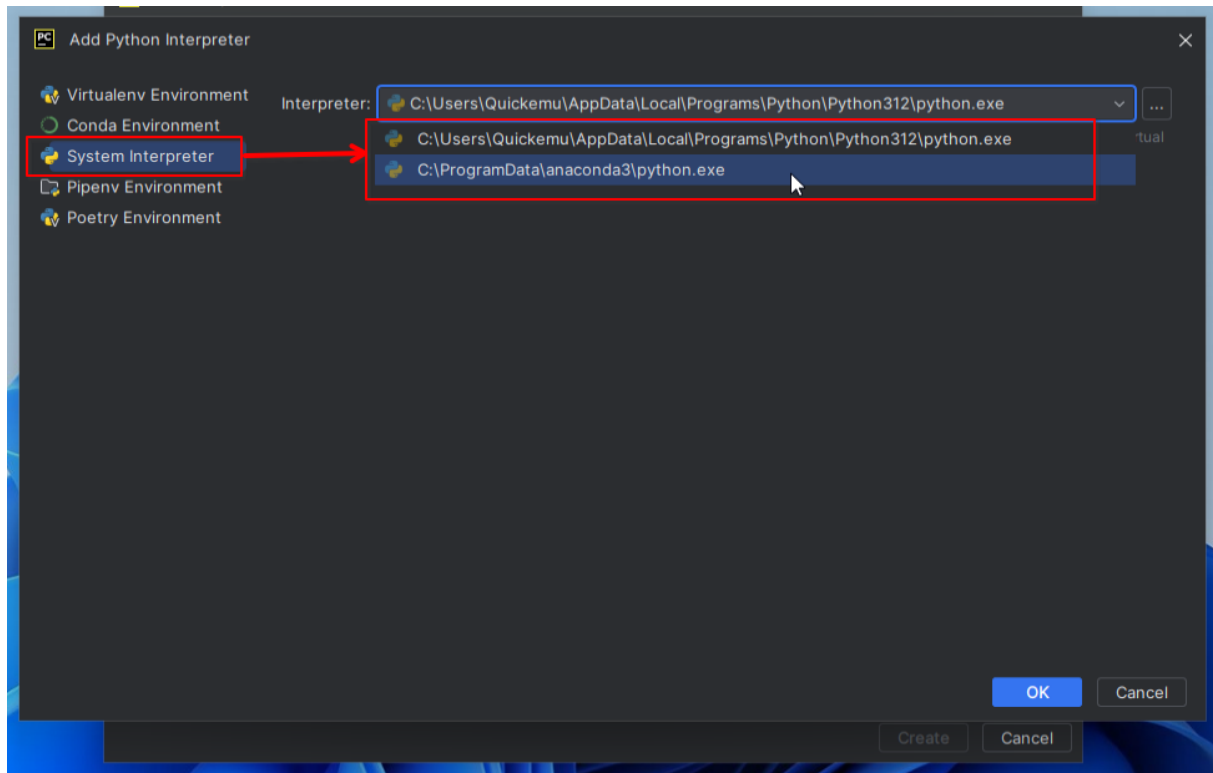 PC
Add Python Interpreter
Virtualenv Environment
Conda Environment
System Interpreter
Pipenv Environment
Poetry Environment
Interpreter: C:\Users\Quickemu\AppData\Local\Programs\Python\Python312\python.exe ...
C:\Users\Quickemu\AppData\Local\Programs\Python\Python312\python.exe
C:\ProgramData\anaconda3\python.exe
OK Cancel
Create Cancel